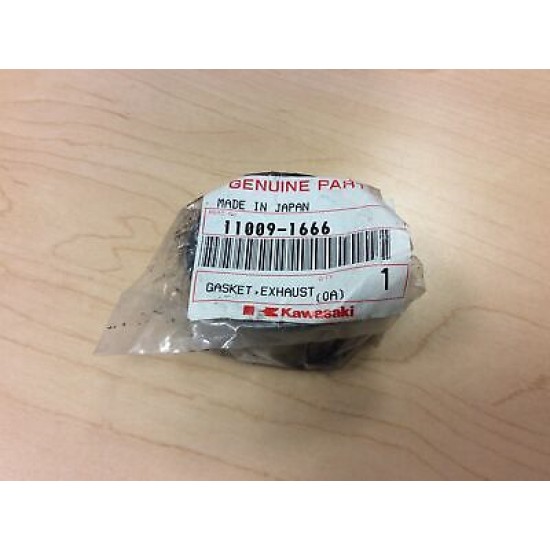 GENUINE PART
MADE IN JAPAN
11009-1666
1
GASKET,EXHAUST (OA)
Kawasaki